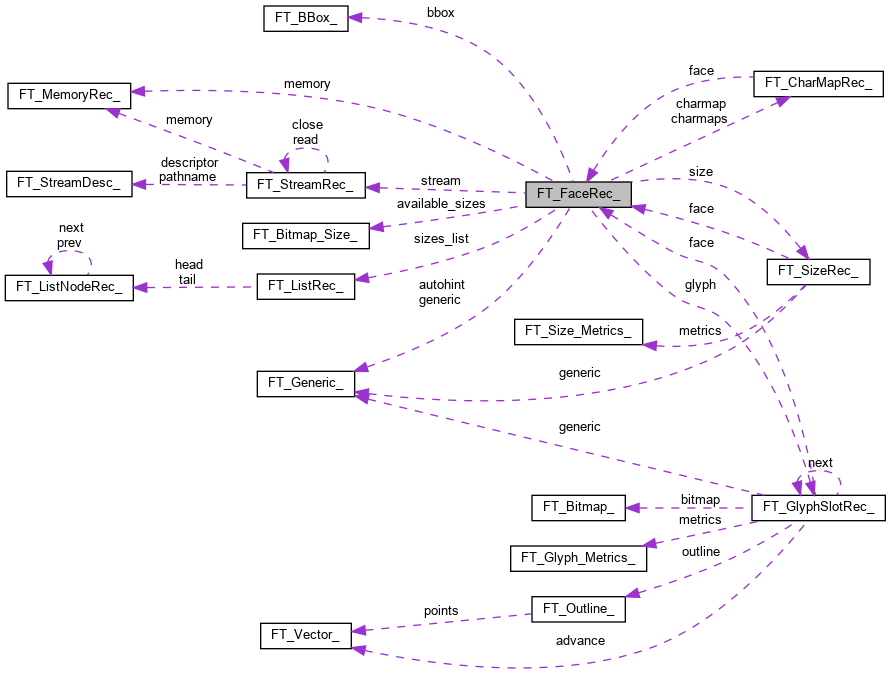 FT_BBox_
bbox
FT_MemoryRec_
memory
face
FT_CharMapRec_
charmap
charmaps
memory
close
read
FT_StreamDesc_
descriptor
pathname
FT_StreamRec_
stream
FT_FaceRec_
size
available_sizes
FT_Bitmap_Size_
face
next
prev
FT_ListNodeRec_
head
tail
FT_ListRec_
sizes_list
face
FT_SizeRec_
autohint
generic
glyph
FT_Size_Metrics_
metrics
FT_Generic_
generic
generic
next
FT_Bitmap_
bitmap
FT_GlyphSlotRec_
metrics
FT_Glyph_Metrics_
outline
FT_Outline_
points
FT_Vector_
advance